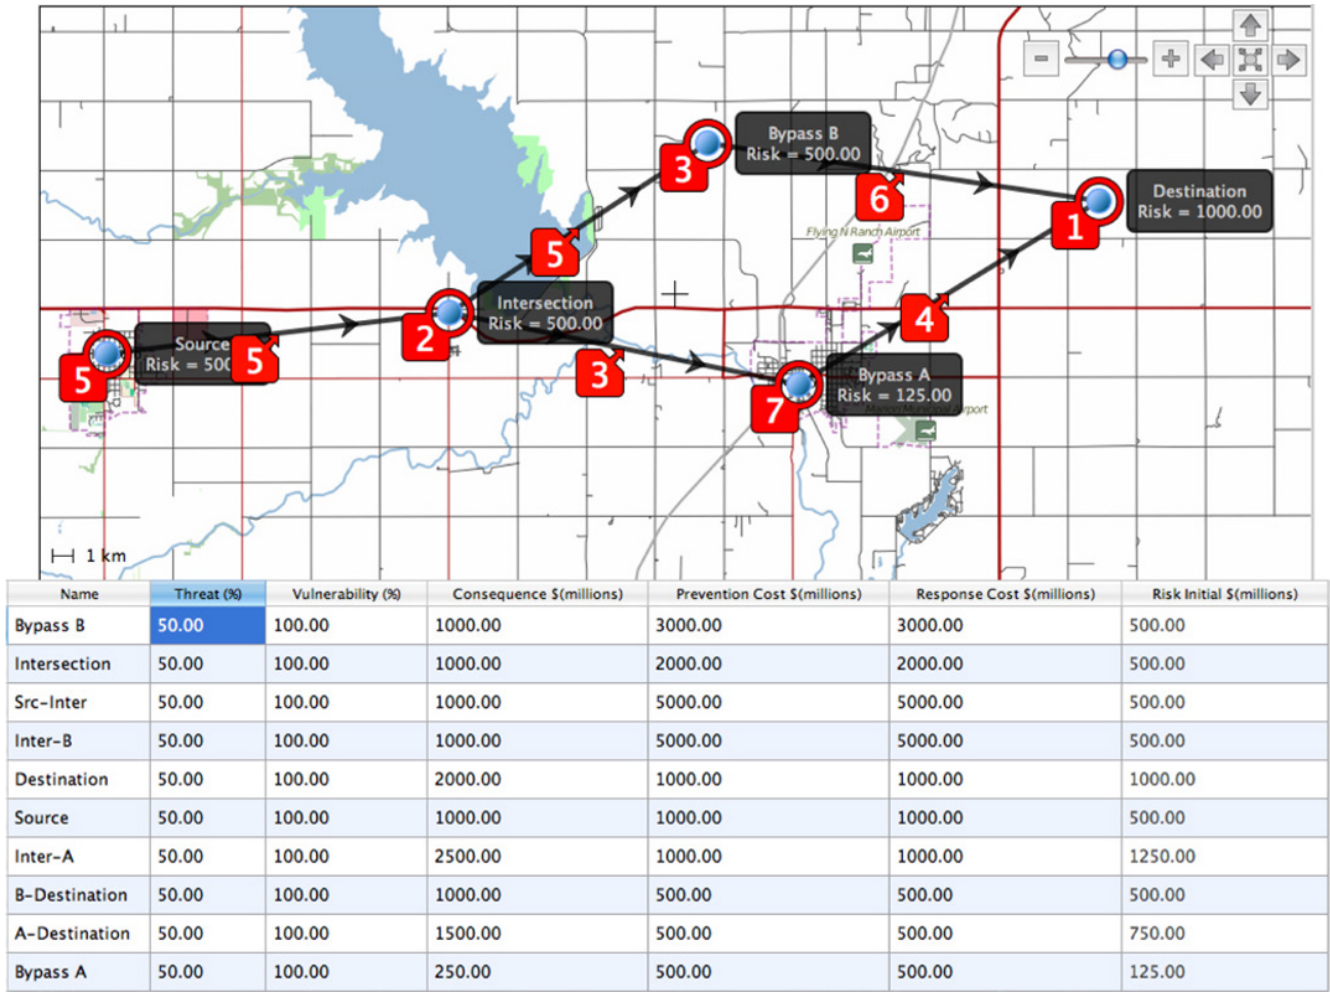 Bypass B
Risk = 500.00
3
6
Destination
Risk = 1000.00
1
Flying N Ranch Airport
5
Intersection
Risk = 500.00
2
4
Source
Risk = 500
5
5
3
Bypass A
Risk = 125.00
7
1 km
Name Threat (%) Vulnerability (%) Consequence $(millions) Prevention Cost $(millions) Response Cost $(millions) Risk Initial $(millions)
Bypass B 50.00 100.00 1000.00 3000.00 3000.00 500.00
Intersection 50.00 100.00 1000.00 2000.00 2000.00 500.00
Src-Inter 50.00 100.00 1000.00 5000.00 5000.00 500.00
Inter-B 50.00 100.00 1000.00 5000.00 5000.00 500.00
Destination 50.00 100.00 2000.00 1000.00 1000.00 1000.00
Source 50.00 100.00 1000.00 1000.00 1000.00 500.00
Inter-A 50.00 100.00 2500.00 1000.00 1000.00 1250.00
B-Destination 50.00 100.00 1000.00 500.00 500.00 500.00
A-Destination 50.00 100.00 1500.00 500.00 500.00 750.00
Bypass A 50.00 100.00 250.00 500.00 500.00 125.00